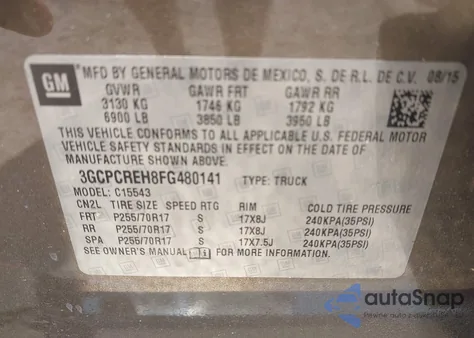 GM MFD BY GENERAL MOTORS DE MEXICO, S. DE R.L. DE C.V. 08/15
GVWR GAWR FRT GAWR RR
3130 KG 1746 KG 1792 KG
6900 LB 3850 LB 3950 LB
THIS VEHICLE CONFORMS TO ALL APPLICABLE U.S. FEDERAL MOTOR
VEHICLE SAFETY STANDARDS IN EFFECT ON THE DATE OF
MANUFACTURE SHOWN ABOVE.
3GCPCREH8FG480141 TYPE: TRUCK
MODEL: C15543
CN2L TIRE SIZE SPEED RTG RIM COLD TIRE PRESSURE
FRT P255/70R17 S 17X8J 240KPA(35PSI)
RR P255/70R17 S 17X8J 240KPA(35PSI)
SPA P255/70R17 S 17X7.5J 240KPA(35PSI)
SEE OWNER'S MANUAL FOR MORE INFORMATION.
autoSnap